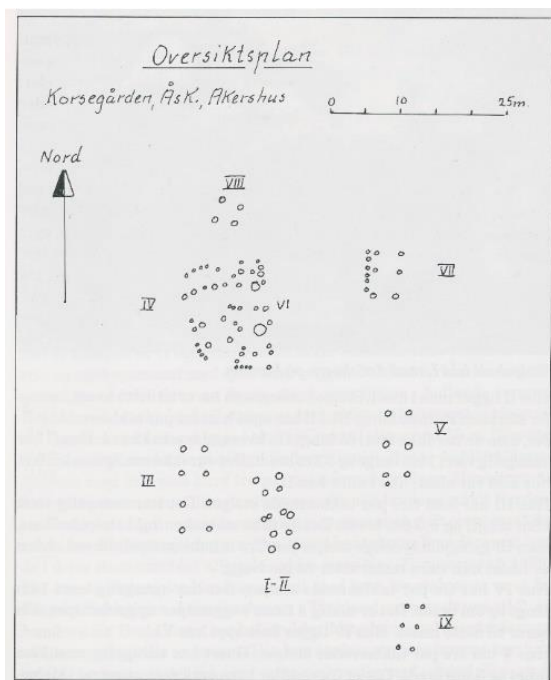 Oversiktsplan
Korsegården, Ås K., Akershus
0 10 25m.
Nord
VIII
VII
IV
VI
V
III
I-II
IX